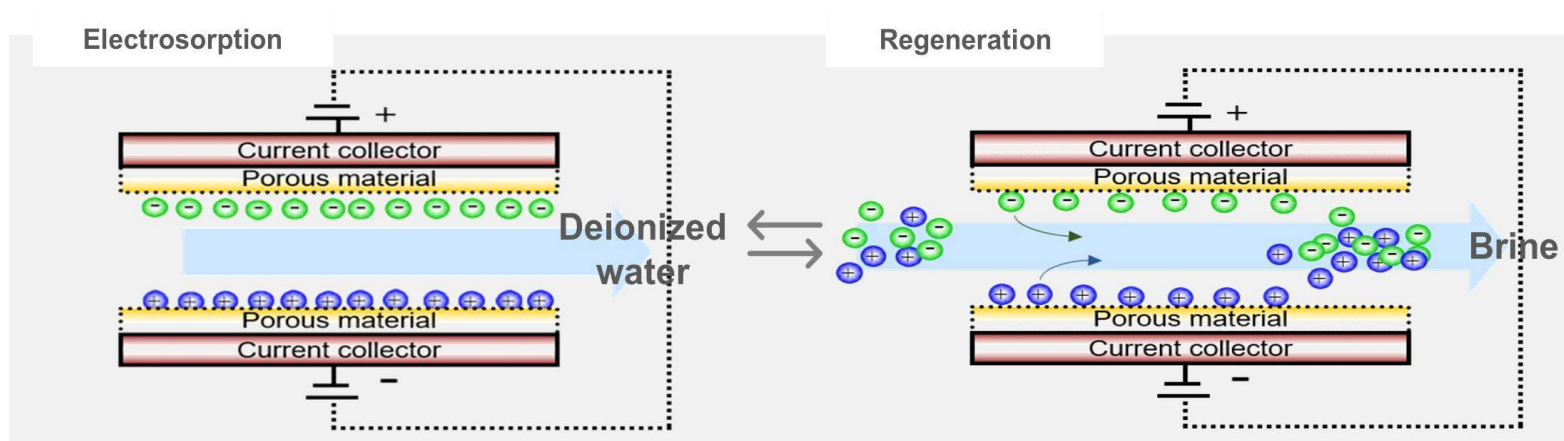 Electrosorption
+
Current collector
Porous material
Deionized
water
Porous material
Current collector
-
Regeneration
+
Current collector
Porous material
Brine
Porous material
Current collector
-